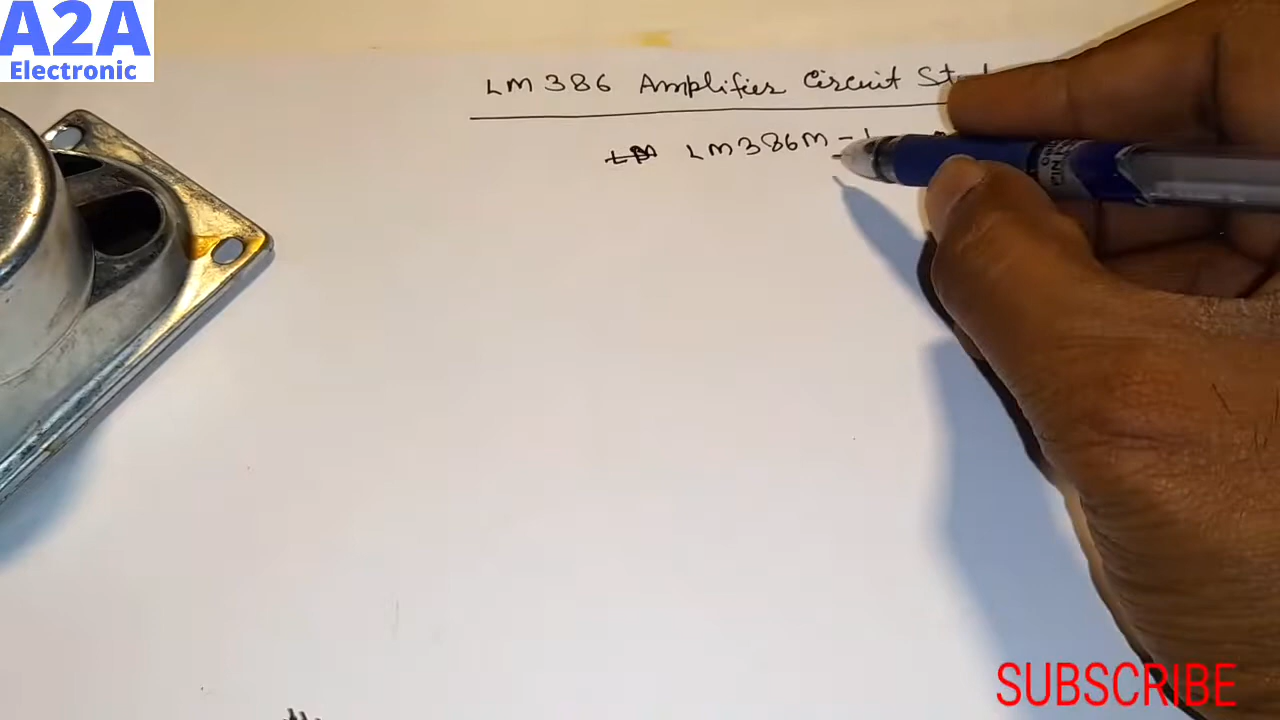 A2A
Electronic
LM386 Amplifier Circuit
LM386M-1
SUBSCRIBE